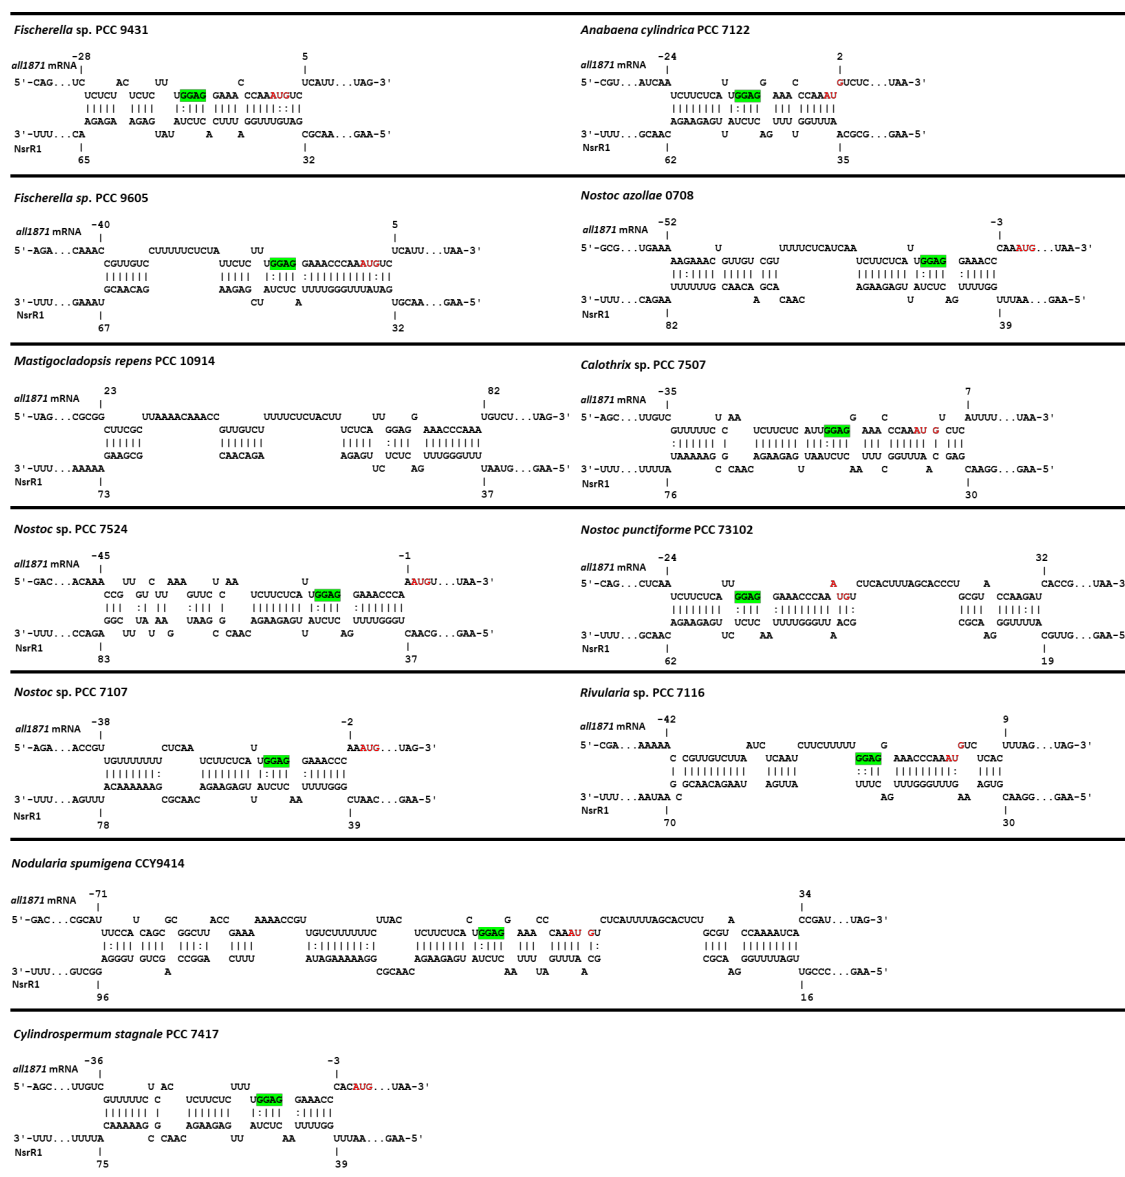 Fischerella sp. PCC 9431
-28 5
all1871 mRNA | |
5'-CAG...UC AC UU C UCAUU...UAG-3'
UCUCU UCUC UGGAG GAAA CCAAAUGUC
||||| |||| |:||| |||| ||||::||
AGAGA AGAG AUCUC CUUU GGUUUGUAG
3'-UUU...CA UAU A A CGCAA...GAA-5'
NsrR1 | |
65 32
Anabaena cylindrica PCC 7122
-24 2
all1871 mRNA | |
5'-CGU...AUCAA U G C GUCUC...UAA-3'
UCUUCUCA UGGAG AAA CCAAAU
|||||||| |:||| ||| ||||||
AGAAGAGU AUCUC UUU GGUUUA
3'-UUU...GCAAC U AG U ACGCG...GAA-5'
NsrR1 | |
62 35
Fischerella sp. PCC 9605
-40 5
all1871 mRNA | |
5'-AGA...CAAAC CUUUUCUCUA UU UCAUU...UAA-3'
CGUUGUC UUCUC UGGAG GAAACCCAAAUGUC
||||||| ||||| |:||| :|||||||||||:||
GCAACAG AAGAG AUCUC UUUUGGGUUUAUAG
3'-UUU...GAAAU CU A UGCAA...GAA-5'
NsrR1 | |
67 32
Nostoc azollae 0708
-52 -3
all1871 mRNA | |
5'-GCG...UGAAA U UUUUCUCAUCAA U CAAAUG...UAA-3'
AAGAAAC GUUGU CGU UCUUCUCA UGGAG GAAACC
||:|||| ||||| ||| |||||||| |:||| :|||||
UUUUUUG CAACA GCA AGAAGAGU AUCUC UUUUGG
3'-UUU...CAGAA A CAAC U AG UUUAA...GAA-5'
NsrR1 | |
82 39
Mastigocladopsis repens PCC 10914
23 82
all1871 mRNA | |
5'-UAG...CGCGG UUAAAACAAACC UUUUCUCUACUU UU G UGUCU...UAG-3'
CUUCGC GUUGUCU UCUCA GGAG AAACCCAAA
|||||| ||||||| ||||| :||| |||||||||
GAAGCG CAACAGA AGAGU UCUC UUUGGGUUU
3'-UUU...AAAAA UC AG UAAUG...GAA-5'
NsrR1 | |
73 37
Calothrix sp. PCC 7507
-35 7
all1871 mRNA | |
5'-AGC...UUGUC U AA G C U AUUUU...UAA-3'
GUUUUUC C UCUUCUC AUUGGAG AAA CCAAAU G CUC
:|||||| | ||||||| |||:||| ||| |||||| | |||
UAAAAAG G AGAAGAG UAAUCUC UUU GGUUUA C GAG
3'-UUU...UUUUA C CAAC U AA C A CAAGG...GAA-5'
NsrR1 | |
76 30
Nostoc sp. PCC 7524
-45 -1
all1871 mRNA | |
5'-GAC...ACAAA UU C AAA U AA U AAUGU...UAA-3'
CCG GU UU GUUC C UCUUCUCA UGGAG GAAACCCA
||| :| || :||| | |||||||| |:||| :|||||||
GGC UA AA UAAG G AGAAGAGU AUCUC UUUUGGGU
3'-UUU...CCAGA UU U G C CAAC U AG CAACG...GAA-5'
NsrR1 | |
83 37
Nostoc punctiforme PCC 73102
-24 32
all1871 mRNA | |
5'-CAG...CUCAA UU A CUCACUUUAGCACCCU A CACCG...UAA-3'
UCUUCUCA GGAG GAAACCCAA UGU GCGU CCAAGAU
|||||||| :||| :|||||||| ||: |||| ||||:||
AGAAGAGU UCUC UUUUGGGUU ACG CGCA GGUUUUA
3'-UUU...GCAAC UC AA A AG CGUUG...GAA-5'
NsrR1 | |
62 19
Nostoc sp. PCC 7107
-38 -2
all1871 mRNA | |
5'-AGA...ACCGU CUCAA U AAAUG...UAG-3'
UGUUUUUUU UCUUCUCA UGGAG GAAACCC
||||||||: |||||||| |:||| :||||||
ACAAAAAAG AGAAGAGU AUCUC UUUUGGG
3'-UUU...AGUUU CGCAAC U AA CUAAC...GAA-5'
NsrR1 | |
78 39
Rivularia sp. PCC 7116
-42 9
all1871 mRNA | |
5'-CGA...AAAAA AUC CUUCUUUUU G GUC UUUAG...UAG-3'
C CGUUGUCUUA UCAAU GGAG AAACCCAAAU UCAC
| |||||||||| ||||| ::|| |||||||||: ||||
G GCAACAGAAU AGUUA UUUC UUUGGGUUUG AGUG
3'-UUU...AAUAA C AG AA CAAGG...GAA-5'
NsrR1 | |
70 30
Nodularia spumigena CCY9414
-71 34
all1871 mRNA | |
5'-GAC...CGCAU U GC ACC AAAACCGU UUAC C G CC CUCAUUUUAGCACUCU A CCGAU...UAG-3'
UUCCA CAGC GGCUU GAAA UGUCUUUUUUC UCUUCUCA UGGAG AAA CAAAU GU GCGU CCAAAAUCA
|:||| |||| |||:| |||| ||||:||||||:| |||||||| |:||| ||| ||||| |: |||| |||||||||
AGGGU GUCG CCGGA CUUU AUAGAAAAAGG AGAAGAGU AUCUC UUU GUUUA CG CGCA GGUUUUAGU
3'-UUU...GUCGG A CGCAAC AA UA A AG UGCCC...GAA-5'
NsrR1 | |
96 16
Cylindrospermum stagnale PCC 7417
-36 -3
all1871 mRNA | |
5'-AGC...UUGUC U AC UUU CACAUG...UAA-3'
GUUUUUC C UCUUCUC UGGAG GAAACC
||||||| | ||||||| |:||| :|||||
CAAAAAG G AGAAGAG AUCUC UUUUGG
3'-UUU...UUUUA C CAAC UU AA UUUAA...GAA-5'
NsrR1 | |
75 39